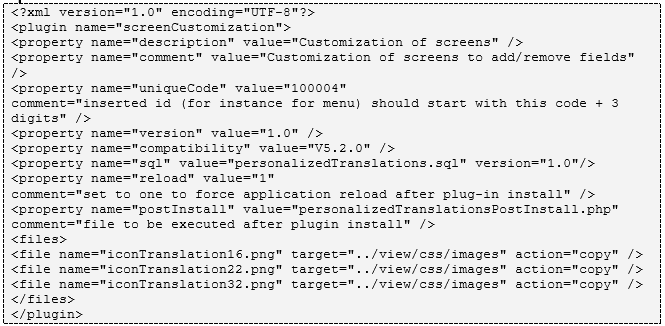 <?xml version="1.0" encoding="UTF-8"?>
<plugin name="screenCustomization">
<property name="description" value="Customization of screens" />
<property name="comment" value="Customization of screens to add/remove fields"
/>
<property name="uniqueCode" value="100004"
comment="inserted id (for instance for menu) should start with this code + 3
digits" />
<property name="version" value="1.0" />
<property name="compatibility" value="V5.2.0" />
<property name="sql" value="personalizedTranslations.sql" version="1.0"/>
<property name="reload" value="1"
comment="set to one to force application reload after plug-in install" />
<property name="postInstall" value="personalizedTranslationsPostInstall.php"
comment="file to be executed after plugin install" />
<files>
<file name="iconTranslation16.png" target="../view/css/images" action="copy" />
<file name="iconTranslation22.png" target="../view/css/images" action="copy" />
<file name="iconTranslation32.png" target="../view/css/images" action="copy" />
</files>
</plugin>